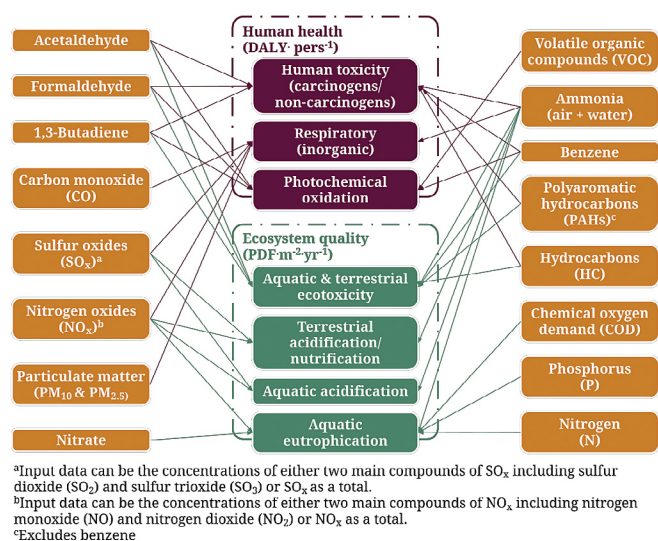 Acetaldehyde
Formaldehyde
1,3-Butadiene
Carbon monoxide
(CO)
Sulfur oxides
(SOₓ)ᵃ
Nitrogen oxides
(NOₓ)ᵇ
Particulate matter
(PM₁₀ & PM₂.₅)
Nitrate
Human health
(DALY· pers⁻¹)
Human toxicity
(carcinogens/
non-carcinogens)
Respiratory
(inorganic)
Photochemical
oxidation
Ecosystem quality
(PDF·m⁻²·yr⁻¹)
Aquatic & terrestrial
ecotoxicity
Terrestrial
acidification/
nutrification
Aquatic acidification
Aquatic
eutrophication
Volatile organic
compounds (VOC)
Ammonia
(air + water)
Benzene
Polyaromatic
hydrocarbons
(PAHs)ᶜ
Hydrocarbons
(HC)
Chemical oxygen
demand (COD)
Phosphorus
(P)
Nitrogen
(N)
ᵃInput data can be the concentrations of either two main compounds of SOₓ including sulfur
dioxide (SO₂) and sulfur trioxide (SO₃) or SOₓ as a total.
ᵇInput data can be the concentrations of either two main compounds of NOₓ including nitrogen
monoxide (NO) and nitrogen dioxide (NO₂) or NOₓ as a total.
ᶜExcludes benzene